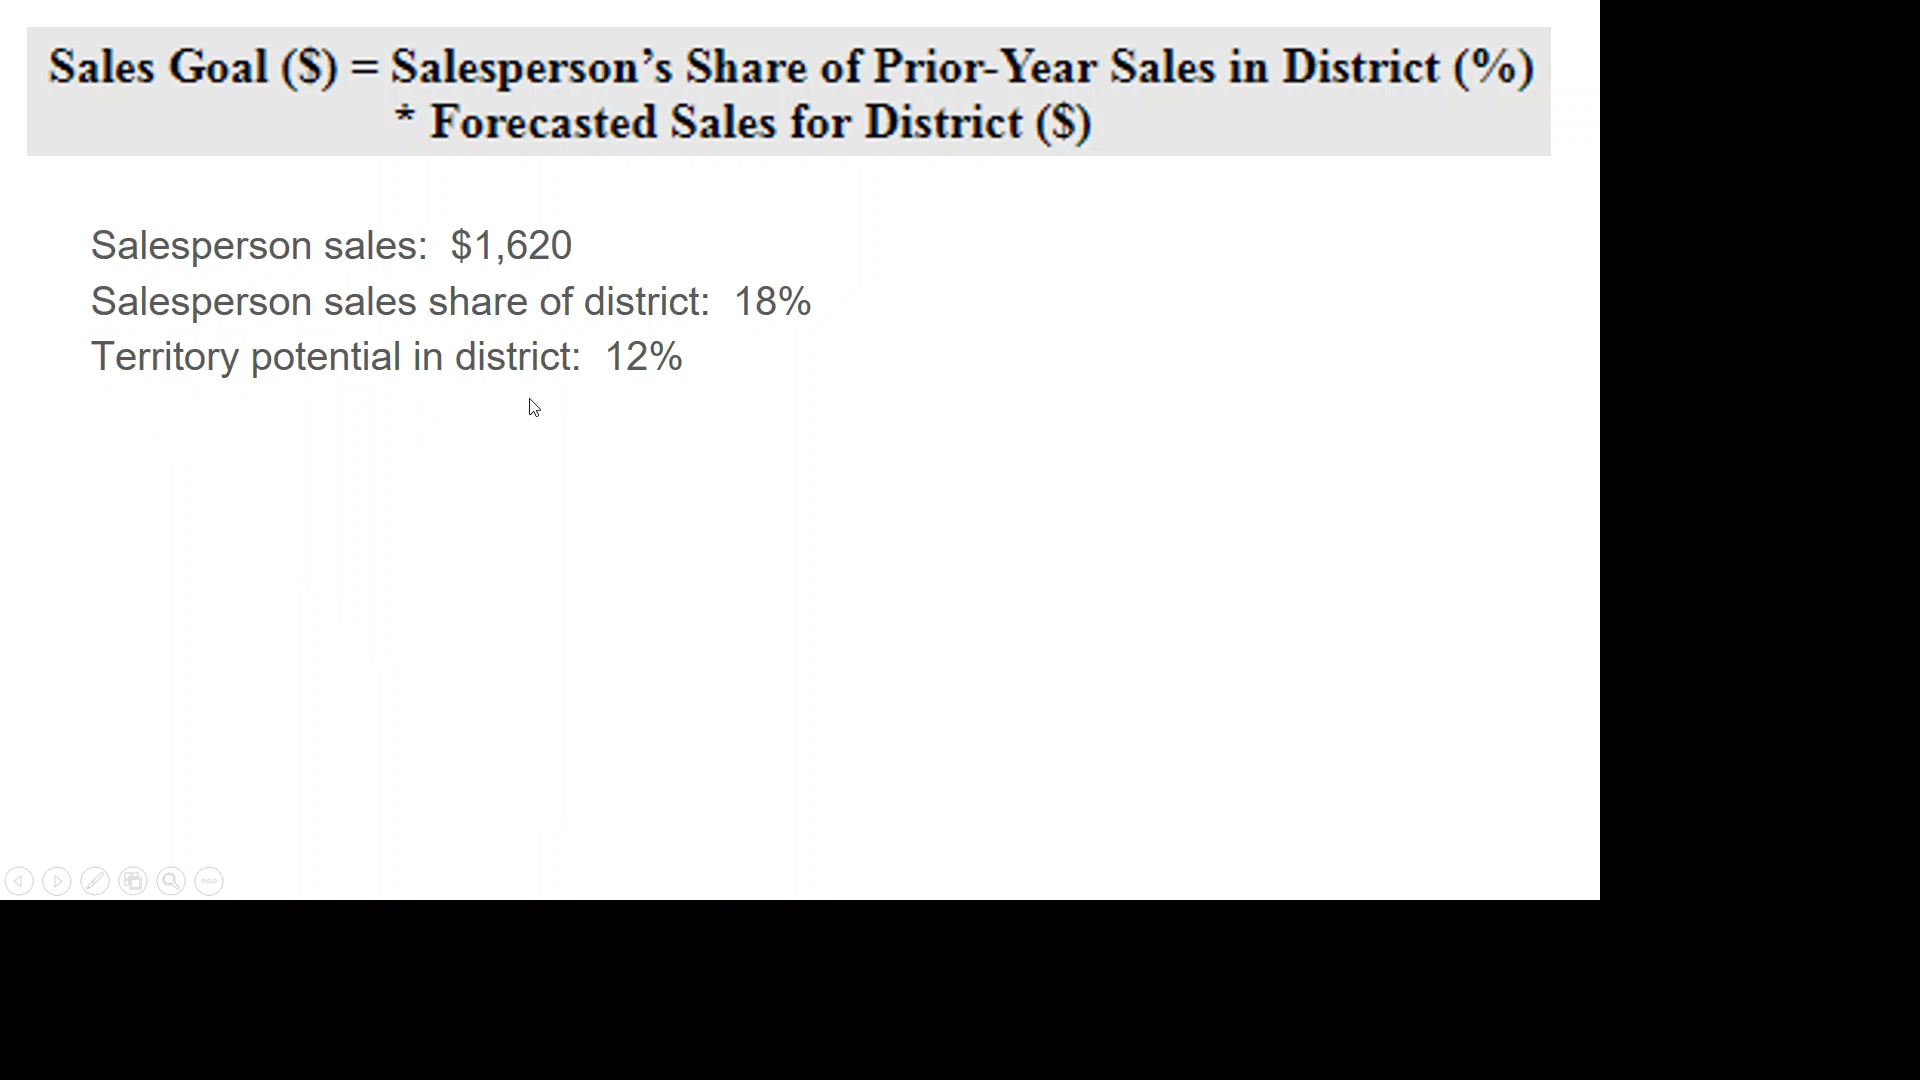 Sales Goal ($) = Salesperson’s Share of Prior-Year Sales in District (%)
* Forecasted Sales for District ($)
Salesperson sales:  $1,620
Salesperson sales share of district:  18%
Territory potential in district:  12%